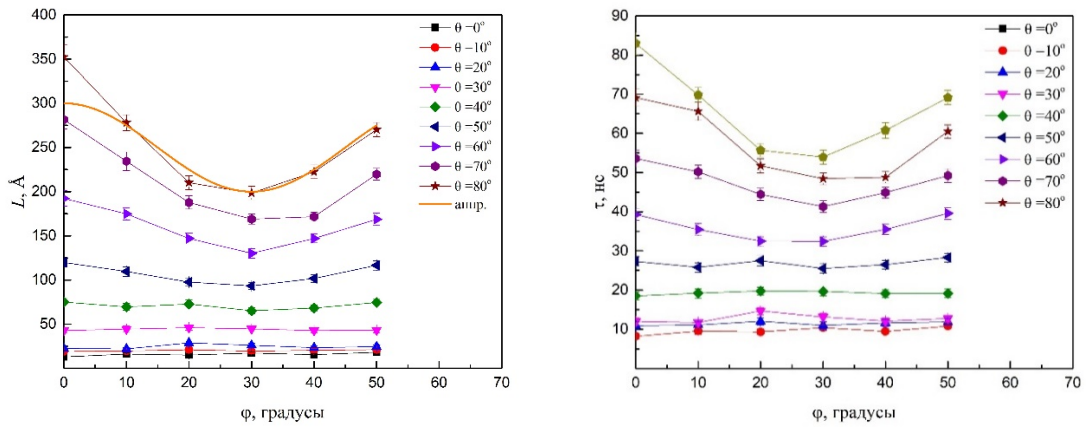 400
350
300
250
200
150
100
50
L, Å
0 10 20 30 40 50 60 70
φ, градусы
θ =0°
θ −10°
θ =20°
θ =30°
θ =40°
θ =50°
θ =60°
θ =70°
θ =80°
аппр.
90
80
70
60
50
40
30
20
10
τ, нс
0 10 20 30 40 50 60 70
φ, градусы
θ =0°
θ −10°
θ =20°
θ =30°
θ =40°
θ =50°
θ =60°
θ =70°
θ =80°